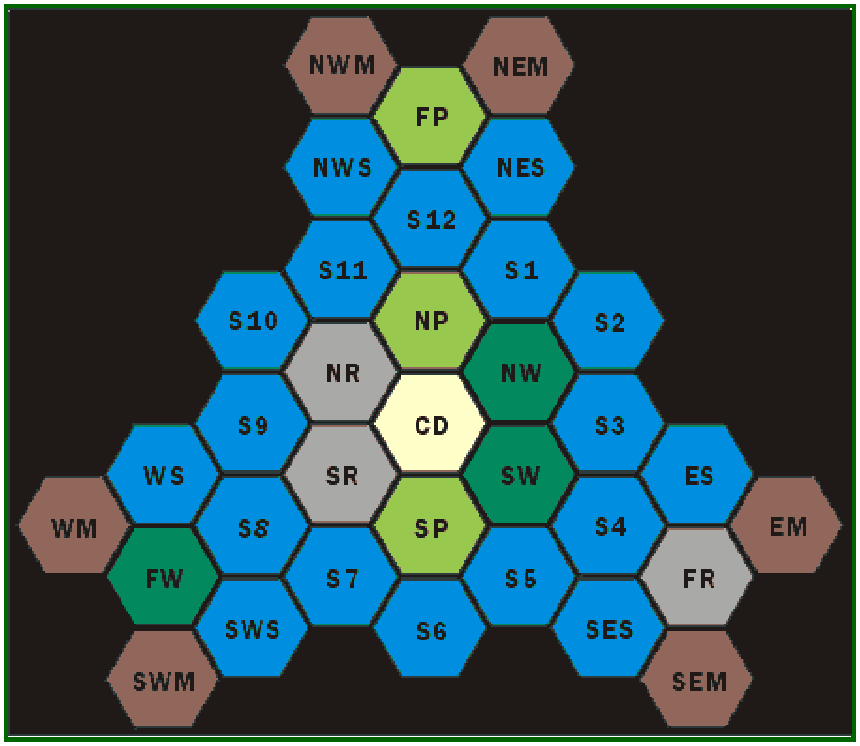 NWM NEM
FP
NWS NES
S12
S11 S1
NP
S10 S2
NR NW
CD
S9 S3
WS SR SW ES
WM S8 SP S4 EM
FW S7 S5 FR
SWS S6 SES
SWM SEM